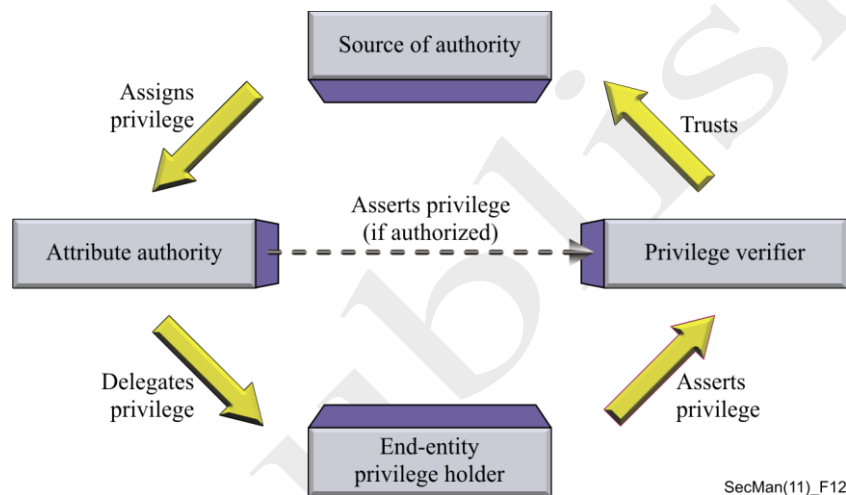 Source of authority
Assigns
privilege
Trusts
Asserts privilege
(if authorized)
Attribute authority
Privilege verifier
Delegates
privilege
Asserts
privilege
End-entity
privilege holder
SecMan(11)_F12